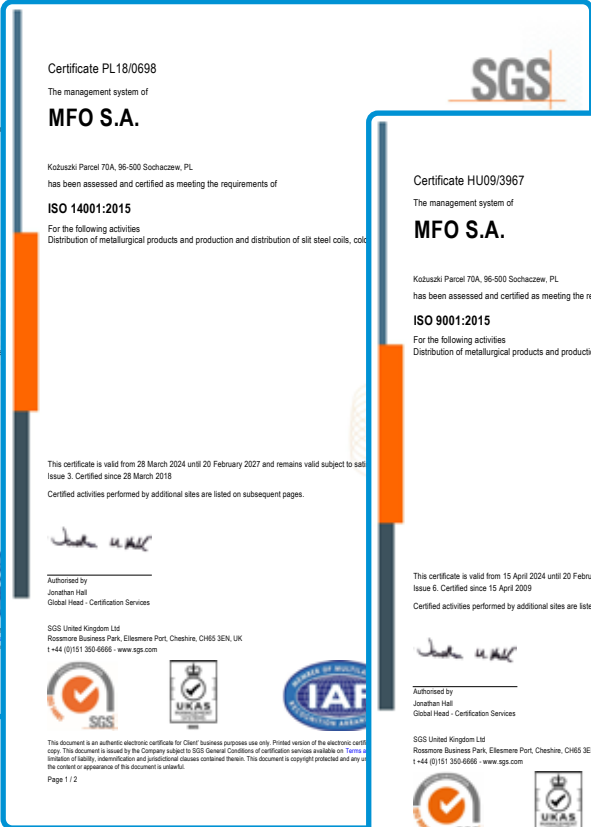 SGS
Certificate PL18/0698
The management system of
MFO S.A.
Kożuszki Parcel 70A, 96-500 Sochaczew, PL
has been assessed and certified as meeting the requirements of
ISO 14001:2015
For the following activities
Distribution of metallurgical products and production and distribution of slit steel coils,
This certificate is valid from 28 March 2024 until 20 February 2027 and remains valid subject to
Issue 3. Certified since 28 March 2018
Certified activities performed by additional sites are listed on subsequent pages.
Authorised by
Jonathan Hall
Global Head - Certification Services
SGS United Kingdom Ltd
Rossmore Business Park, Ellesmere Port, Cheshire, CH65 3EN, UK
t +44 (0)151 350-6666 - www.sgs.com
SGS
UKAS
MANAGEMENT
SYSTEMS
MEMBER OF
IAF
RECOGNITION
This document is an authentic electronic certificate for Client' business purposes use only. Printed version of the electronic
copy. This document is issued by the Company subject to SGS General Conditions of certification services available on Terms
limitation of liability, indemnification and jurisdictional clauses contained therein. This document is copyright protected and any
the content or appearance of this document is unlawful.
Page 1 / 2
Certificate HU09/3967
The management system of
MFO S.A.
Kożuszki Parcel 70A, 96-500 Sochaczew, PL
has been assessed and certified as meeting the
ISO 9001:2015
For the following activities
Distribution of metallurgical products and
This certificate is valid from 15 April 2024 until 20
Issue 6. Certified since 15 April 2009
Certified activities performed by additional sites are
Authorised by
Jonathan Hall
Global Head - Certification Services
SGS United Kingdom Ltd
Rossmore Business Park, Ellesmere Port, Cheshire, CH65
t +44 (0)151 350-6666 - www.sgs.com
UKAS
MANAGEMENT